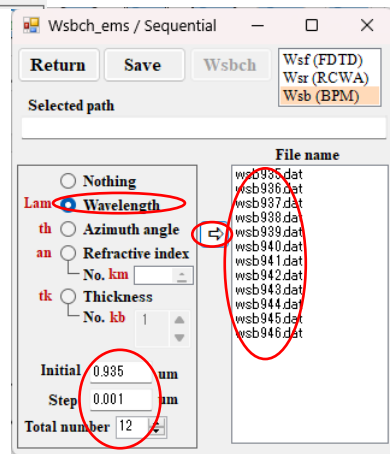 Wsbch_ems / Sequential
Return Save Wsbch
Wsf (FDTD)
Wsr (RCWA)
Wsb (BPM)
Selected path
File name
Nothing
Lam Wavelength
th Azimuth angle
an Refractive index
No. km
tk Thickness
No. kb 1
Initial 0.935 um
Step 0.001 um
Total number 12
wsb935.dat
wsb936.dat
wsb937.dat
wsb938.dat
wsb939.dat
wsb940.dat
wsb941.dat
wsb942.dat
wsb943.dat
wsb944.dat
wsb945.dat
wsb946.dat